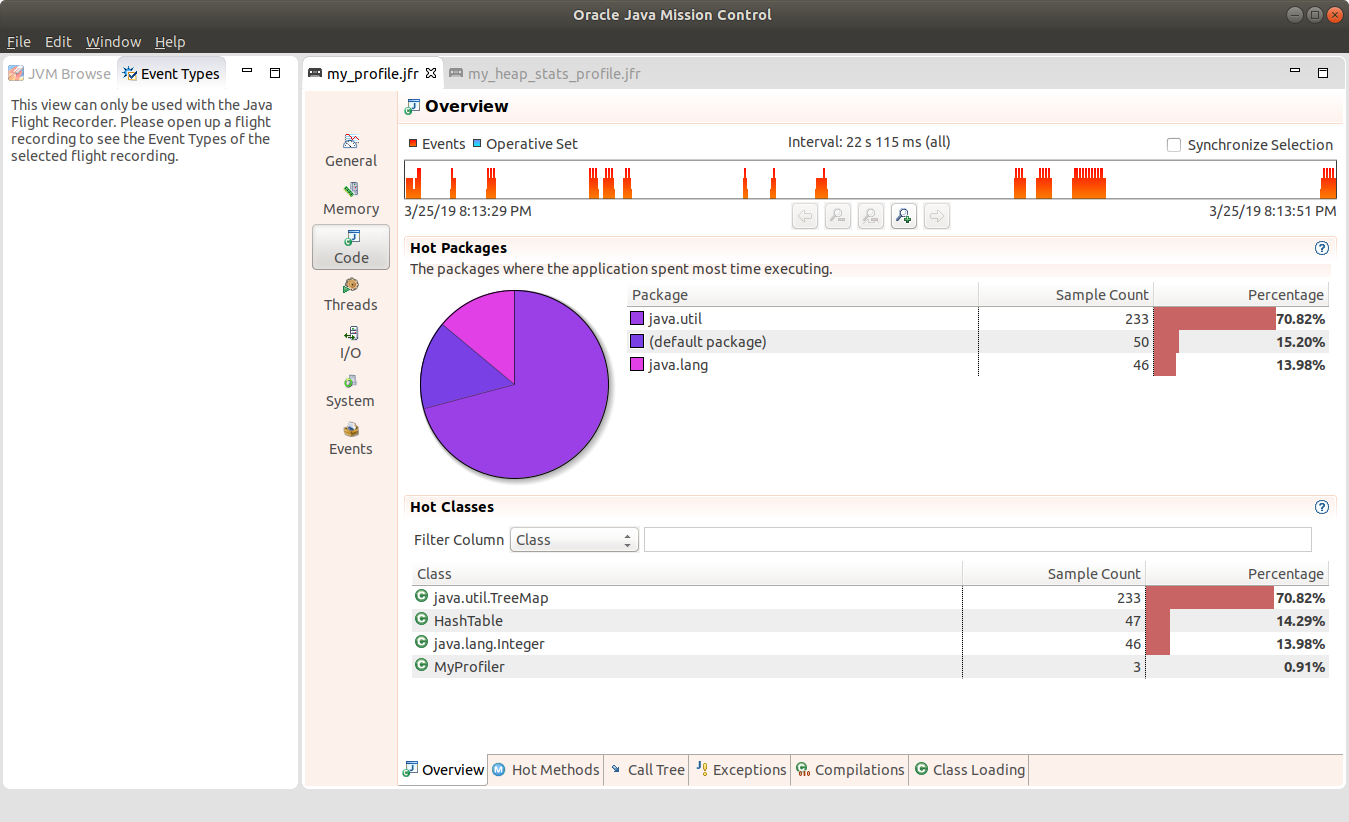 Oracle Java Mission Control
File Edit Window Help
JVM Browse Event Types
my_profile.jfr my_heap_stats_profile.jfr
This view can only be used with the Java
Flight Recorder. Please open up a flight
recording to see the Event Types of the
selected flight recording.
General
Memory
Code
Threads
I/O
System
Events
Overview
Events Operative Set Interval: 22 s 115 ms (all) Synchronize Selection
3/25/19 8:13:29 PM 3/25/19 8:13:51 PM
Hot Packages
The packages where the application spent most time executing.
Package Sample Count Percentage
java.util 233 70.82%
(default package) 50 15.20%
java.lang 46 13.98%
Hot Classes
Filter Column Class
Class Sample Count Percentage
java.util.TreeMap 233 70.82%
HashTable 47 14.29%
java.lang.Integer 46 13.98%
MyProfiler 3 0.91%
Overview Hot Methods Call Tree Exceptions Compilations Class Loading